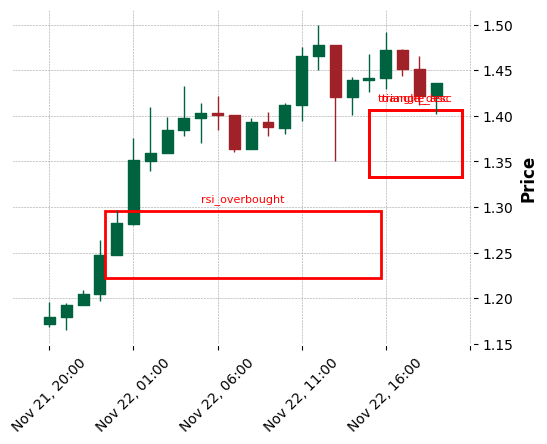 1.50
1.45
1.40
1.35
1.30
1.25
1.20
1.15
Price
rsi_overbought
Nov 21, 20:00
Nov 22, 01:00
Nov 22, 06:00
Nov 22, 11:00
Nov 22, 16:00